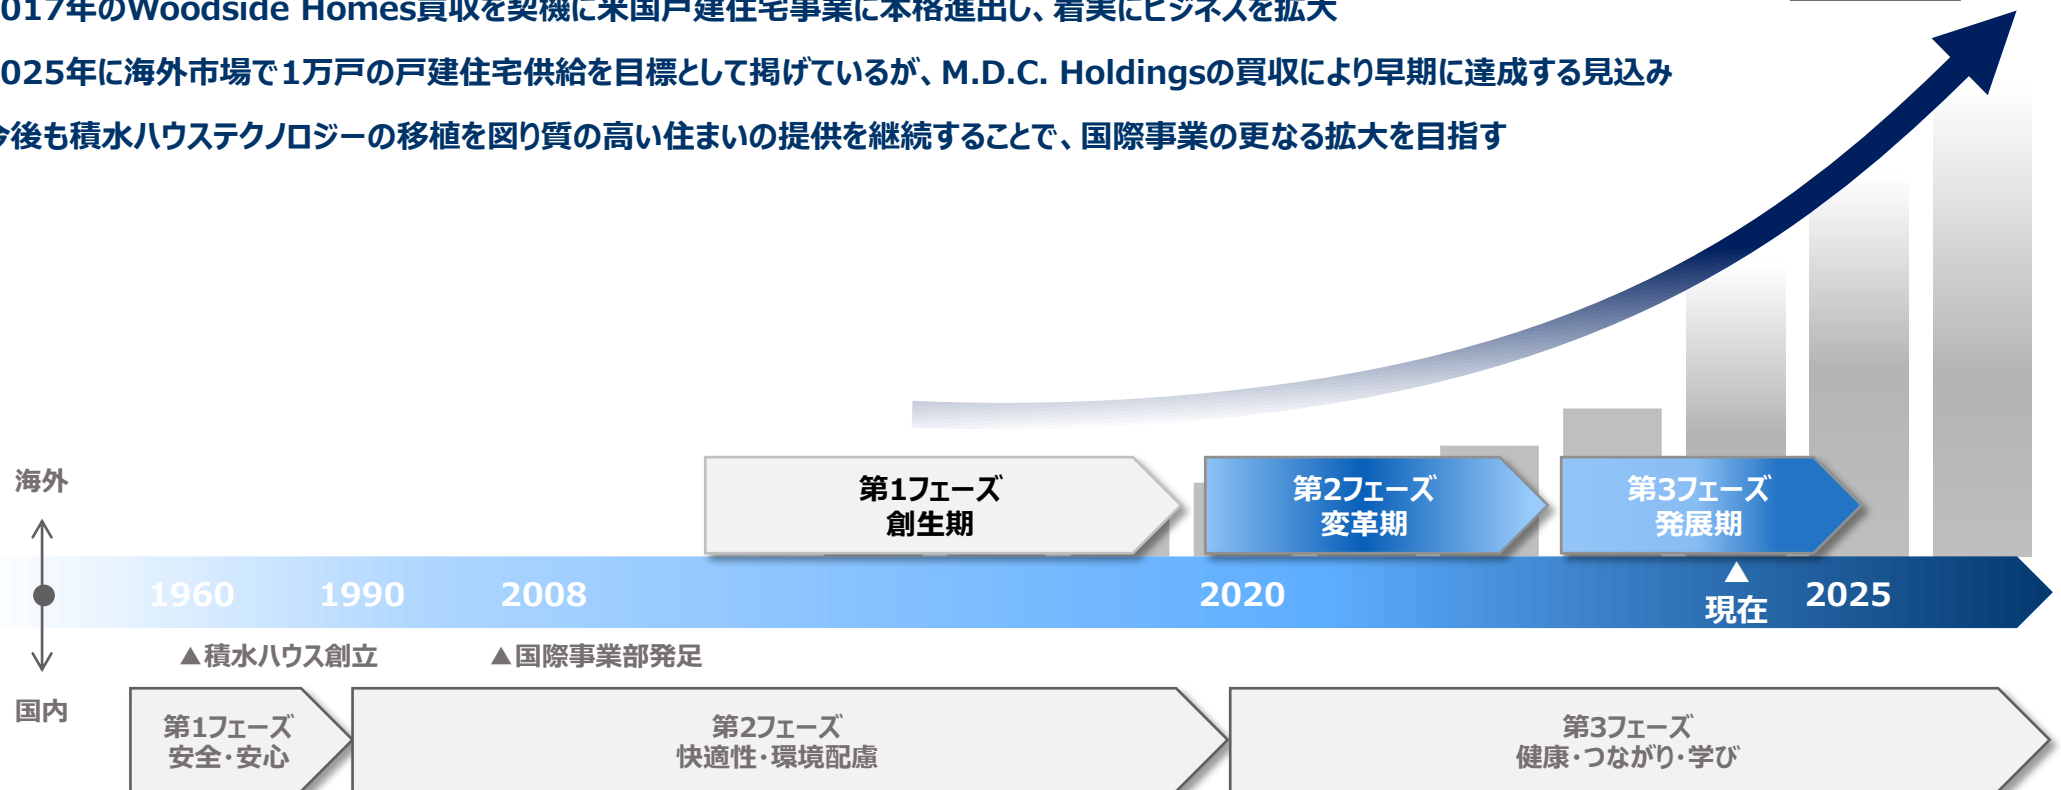 017年のWoodside Homes買収を契機に米国戸建住宅事業に本格進出し、着実にビジネスを拡大
025年に海外市場で1万戸の戸建住宅供給を目標として掲げているが、M.D.C. Holdingsの買収により早期に達成する見込み
今後も積水ハウステクノロジーの移植を図り質の高い住まいの提供を継続することで、国際事業の更なる拡大を目指す
海外
第1フェーズ
創生期
第2フェーズ
変革期
第3フェーズ
発展期
1960 1990 2008 2020 ▲現在 2025
▲積水ハウス創立 ▲国際事業部発足
国内
第1フェーズ
安全・安心
第2フェーズ
快適性・環境配慮
第3フェーズ
健康・つながり・学び